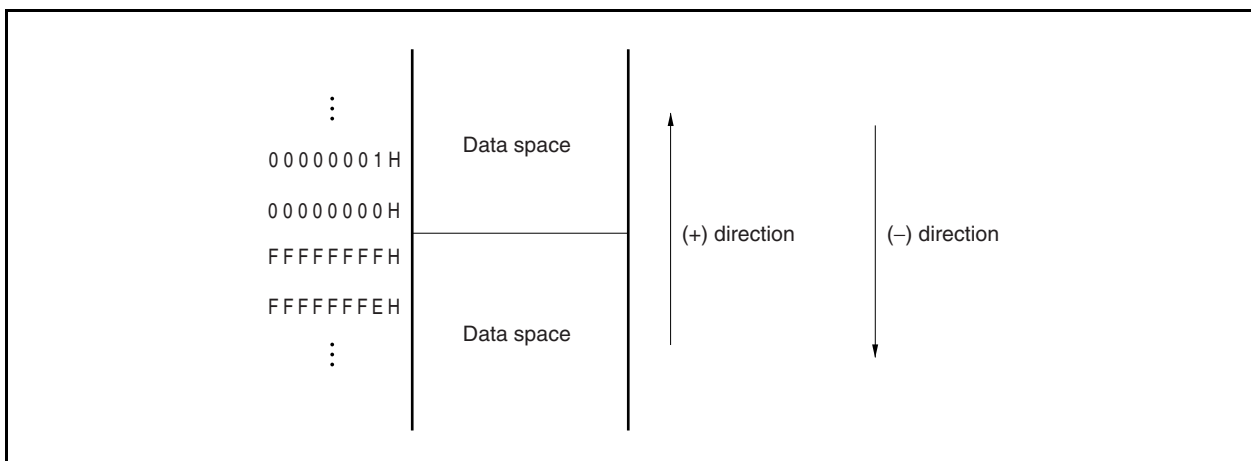 ⋮
00000001H
Data space
00000000H
(+) direction
(–) direction
FFFFFFFFH
FFFFFFFEH
Data space
⋮